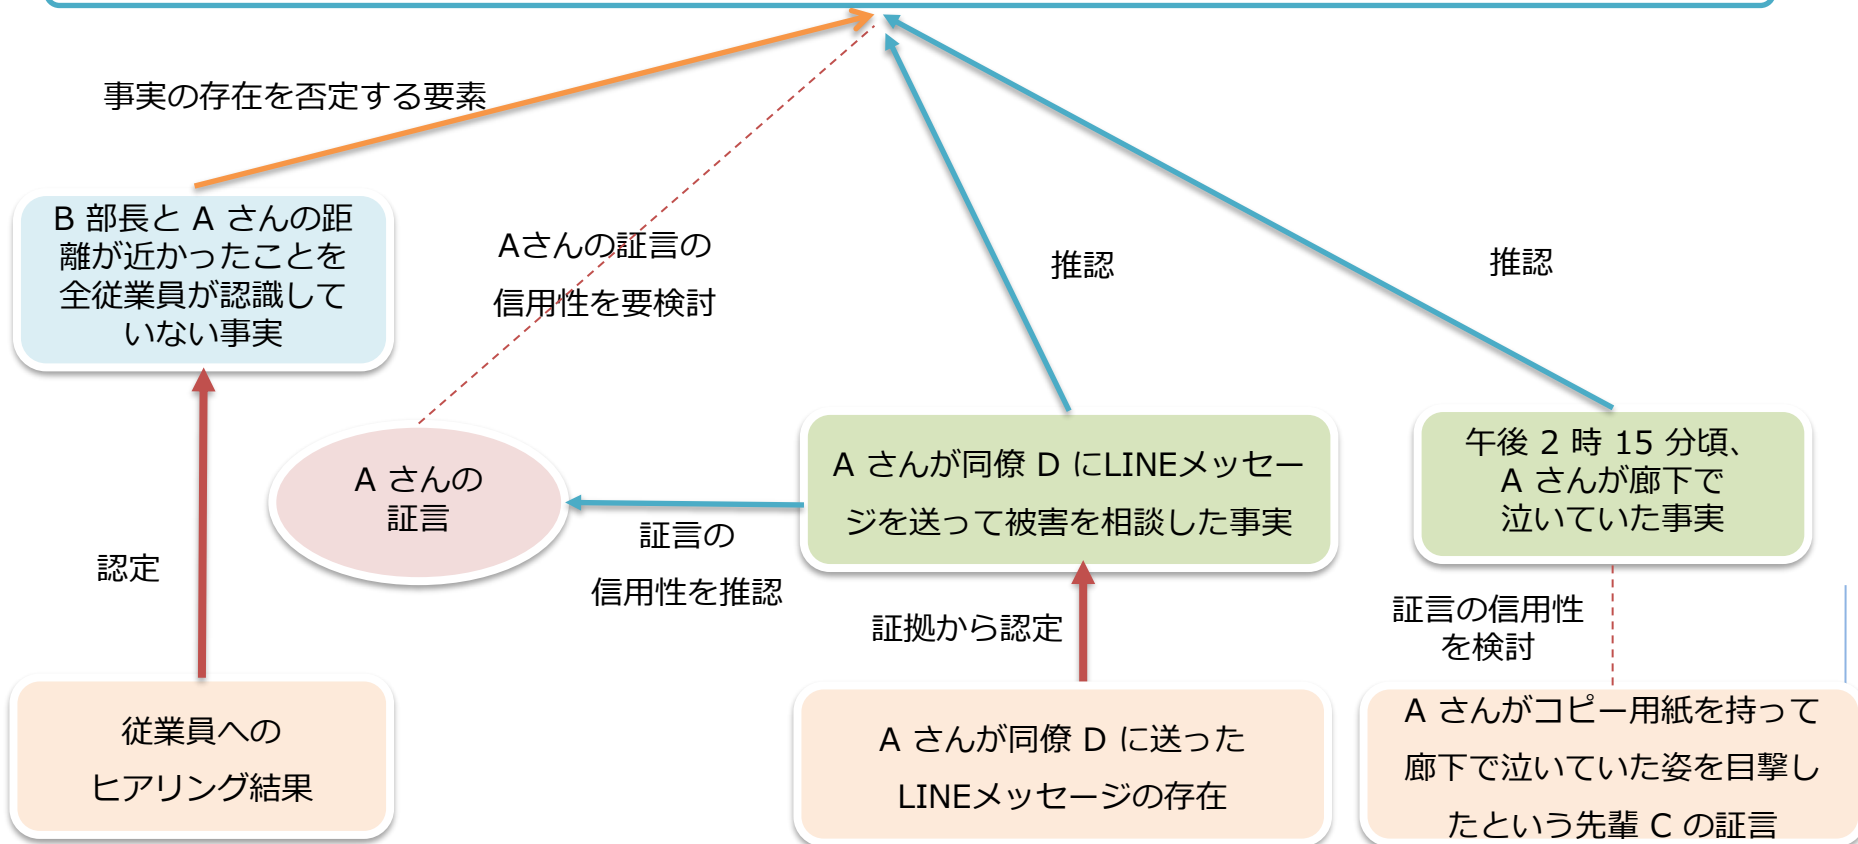 事実の存在を否定する要素
B 部長と A さんの距
離が近かったことを
全従業員が認識して
いない事実
Aさんの証言の
信用性を要検討
推認
推認
A さんの
証言
A さんが同僚 D にLINEメッセー
ジを送って被害を相談した事実
午後 2 時 15 分頃、
A さんが廊下で
泣いていた事実
認定
証言の
信用性を推認
証拠から認定
証言の信用性
を検討
従業員への
ヒアリング結果
A さんが同僚 D に送った
LINEメッセージの存在
A さんがコピー用紙を持って
廊下で泣いていた姿を目撃し
たという先輩 C の証言